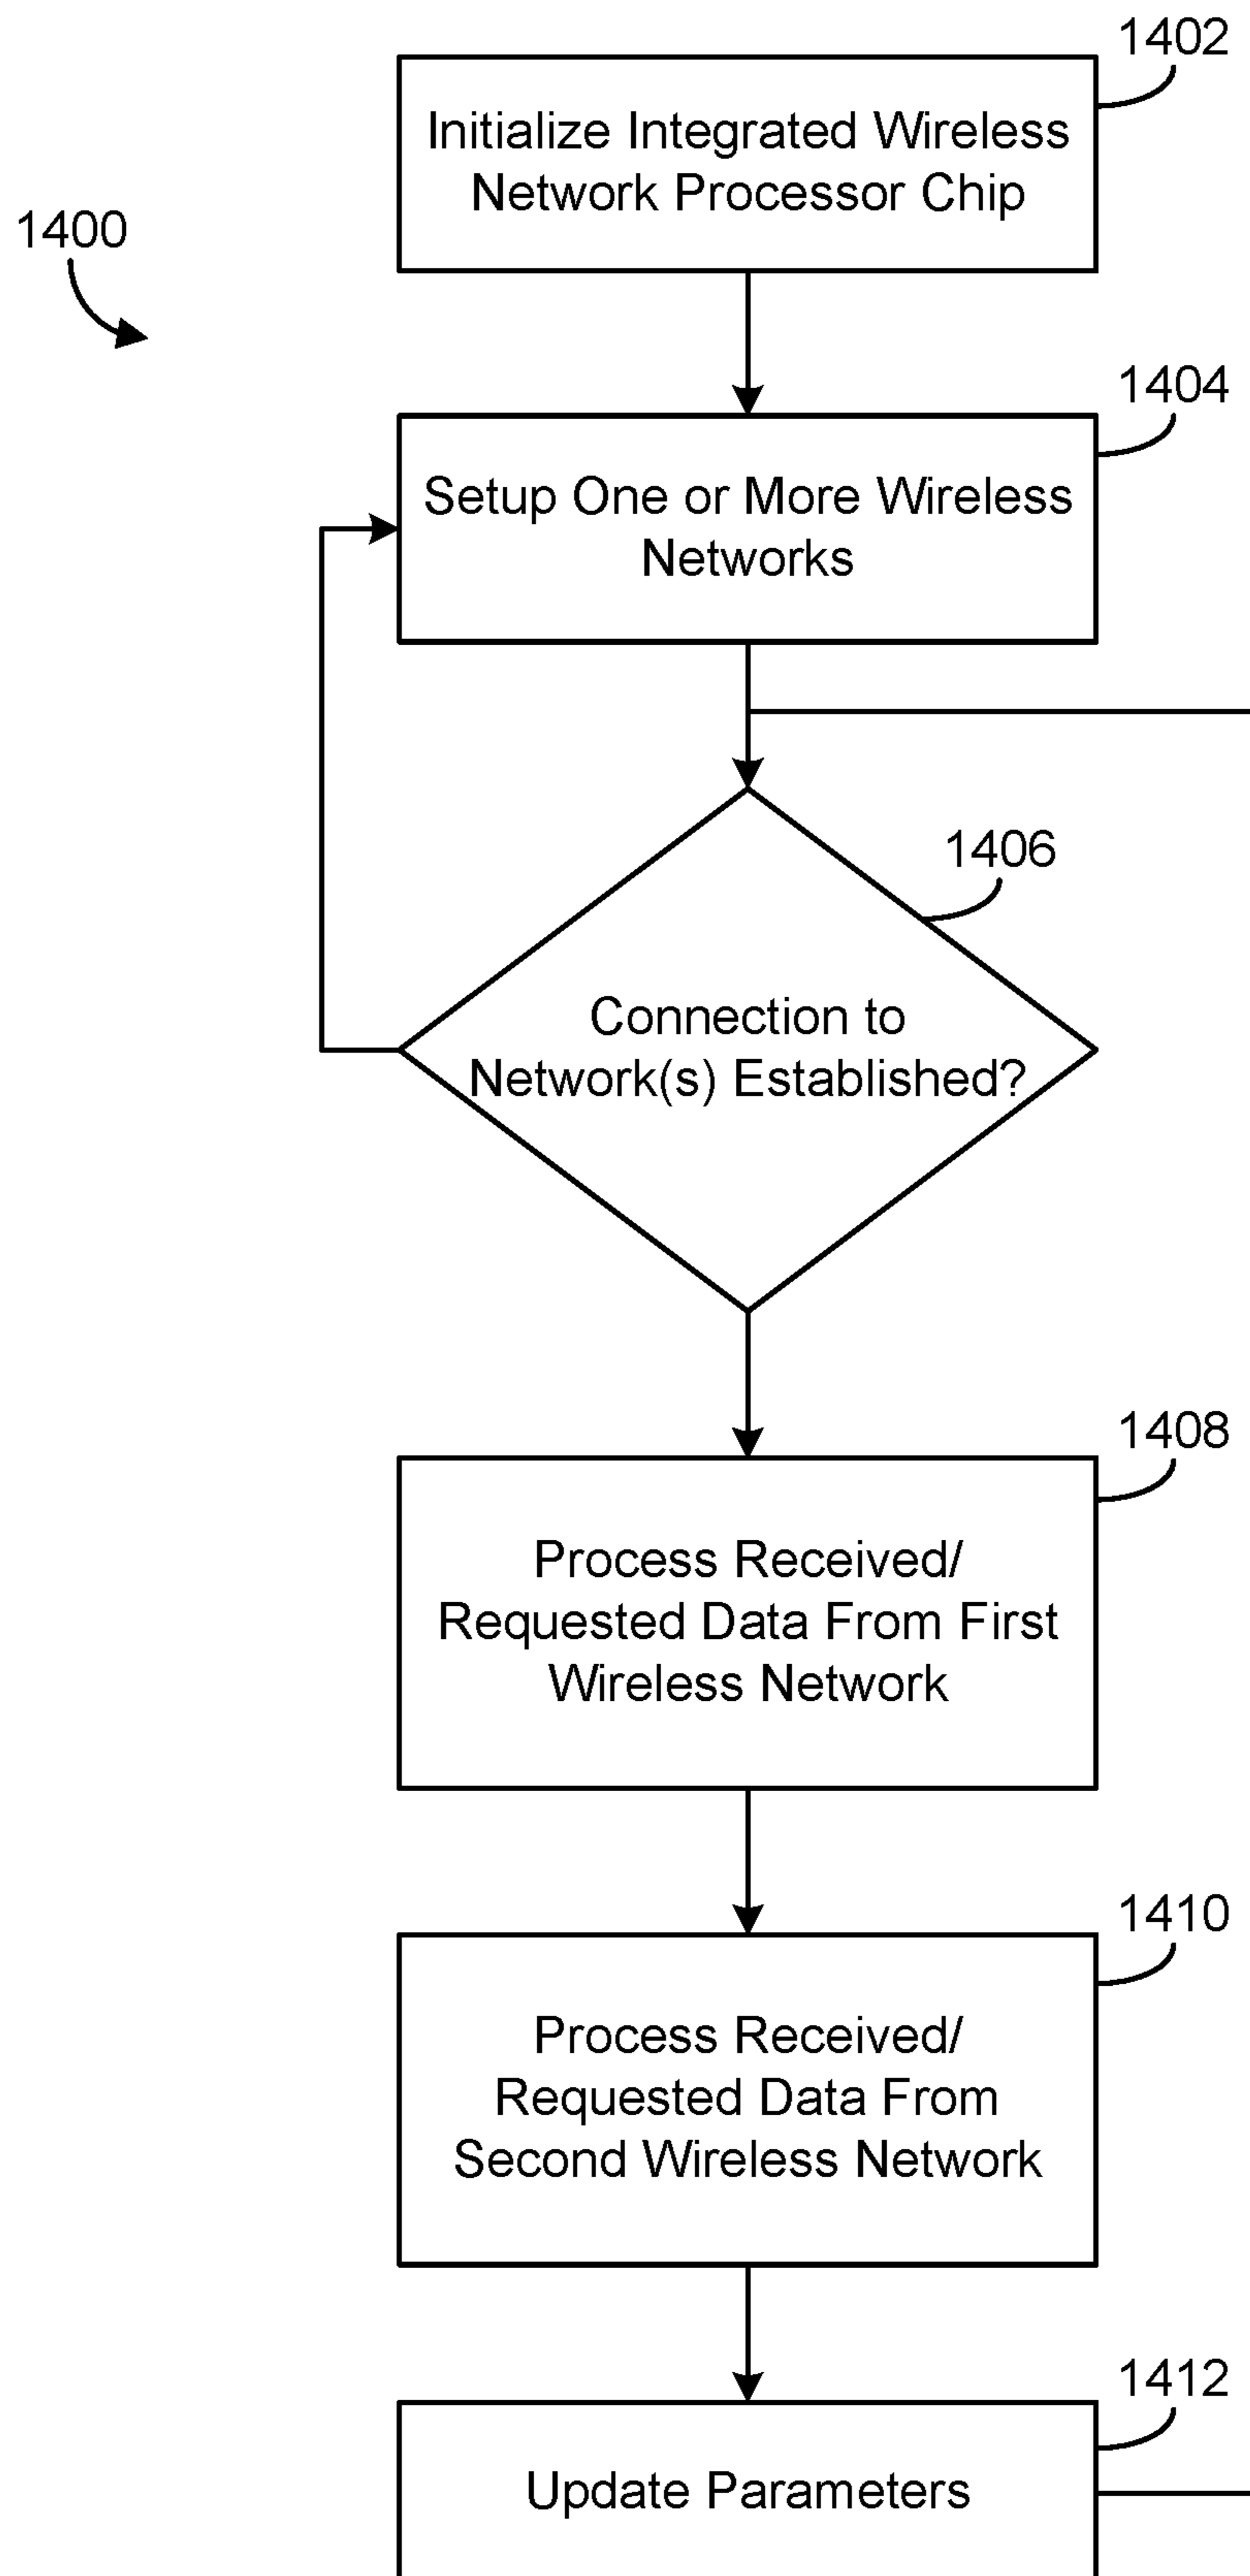 1402
Initialize Integrated Wireless
Network Processor Chip
1400
1404
Setup One or More Wireless
Networks
1406
Connection to
Network(s) Established?
1408
Process Received/
Requested Data From First
Wireless Network
1410
Process Received/
Requested Data From
Second Wireless Network
1412
Update Parameters